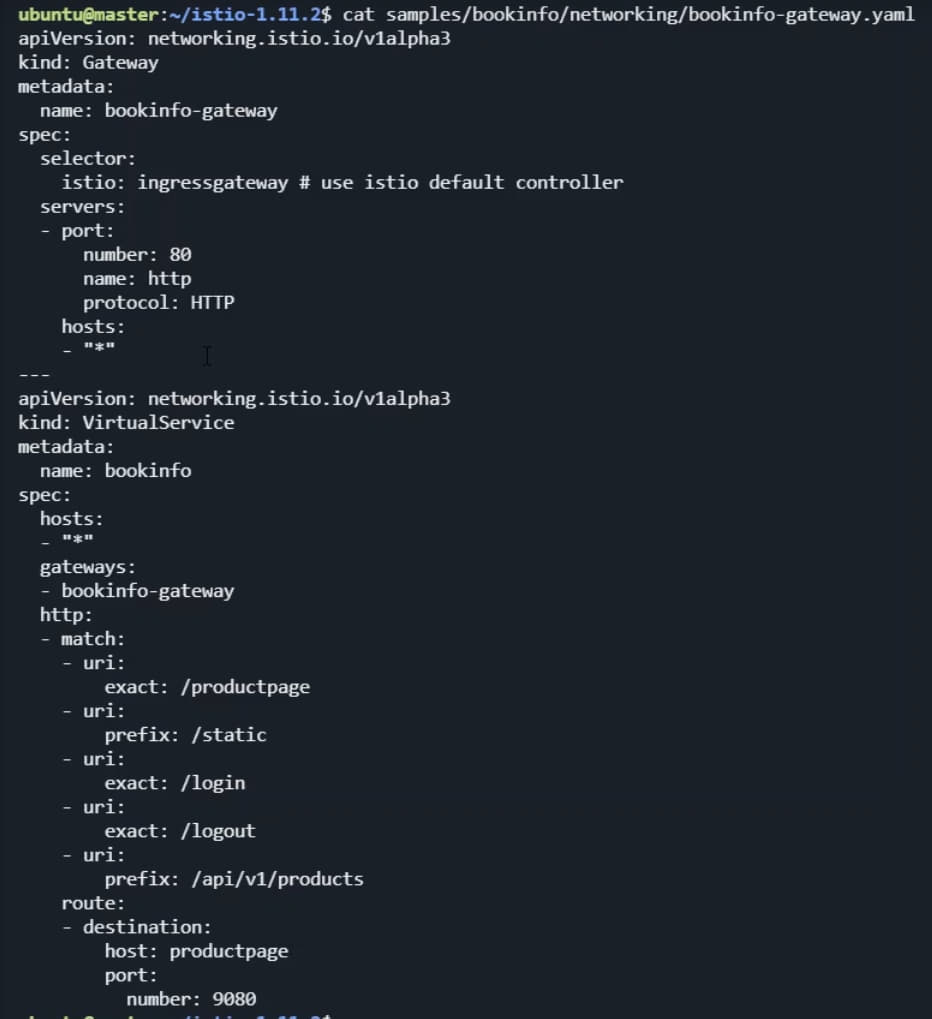 ubuntu@master:~/istio-1.11.2$ cat samples/bookinfo/networking/bookinfo-gateway.yaml
apiVersion: networking.istio.io/v1alpha3
kind: Gateway
metadata:
  name: bookinfo-gateway
spec:
  selector:
    istio: ingressgateway # use istio default controller
  servers:
  - port:
      number: 80
      name: http
      protocol: HTTP
    hosts:
    - "*"
---
apiVersion: networking.istio.io/v1alpha3
kind: VirtualService
metadata:
  name: bookinfo
spec:
  hosts:
  - "*"
  gateways:
  - bookinfo-gateway
  http:
  - match:
    - uri:
        exact: /productpage
    - uri:
        prefix: /static
    - uri:
        exact: /login
    - uri:
        exact: /logout
    - uri:
        prefix: /api/v1/products
    route:
    - destination:
        host: productpage
        port:
          number: 9080